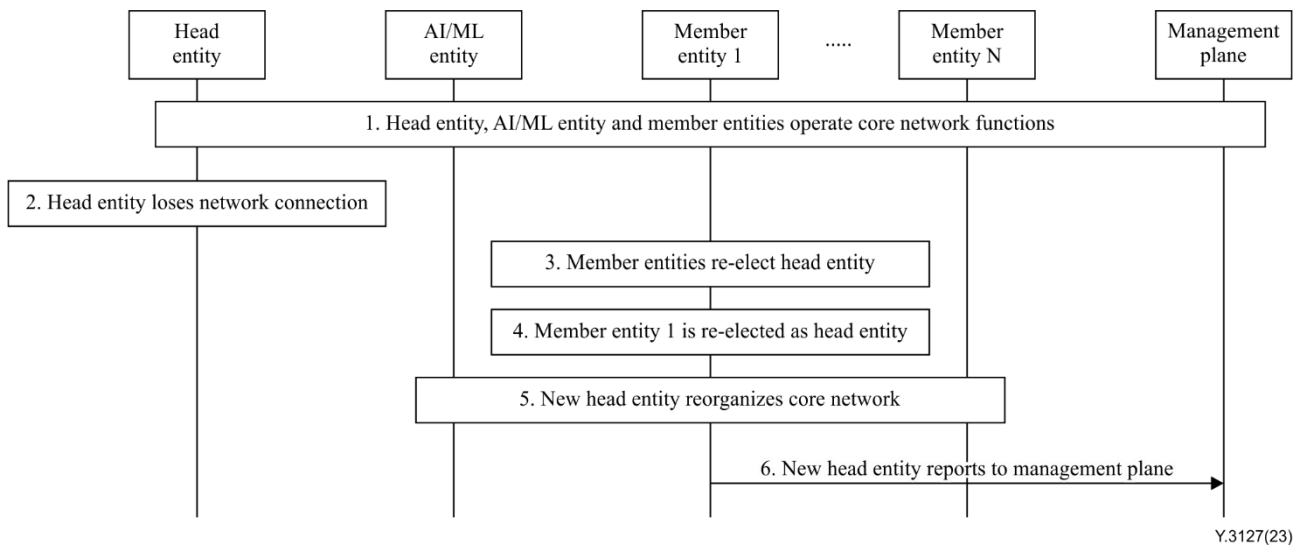 Head
entity
AI/ML
entity
Member
entity 1
.....
Member
entity N
Management
plane
1. Head entity, AI/ML entity and member entities operate core network functions
2. Head entity loses network connection
3. Member entities re-elect head entity
4. Member entity 1 is re-elected as head entity
5. New head entity reorganizes core network
6. New head entity reports to management plane
Y.3127(23)